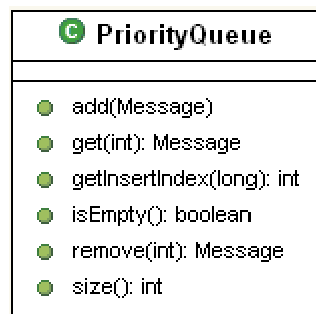 C PriorityQueue
add(Message)
get(int): Message
getInsertIndex(long): int
isEmpty(): boolean
remove(int): Message
size(): int